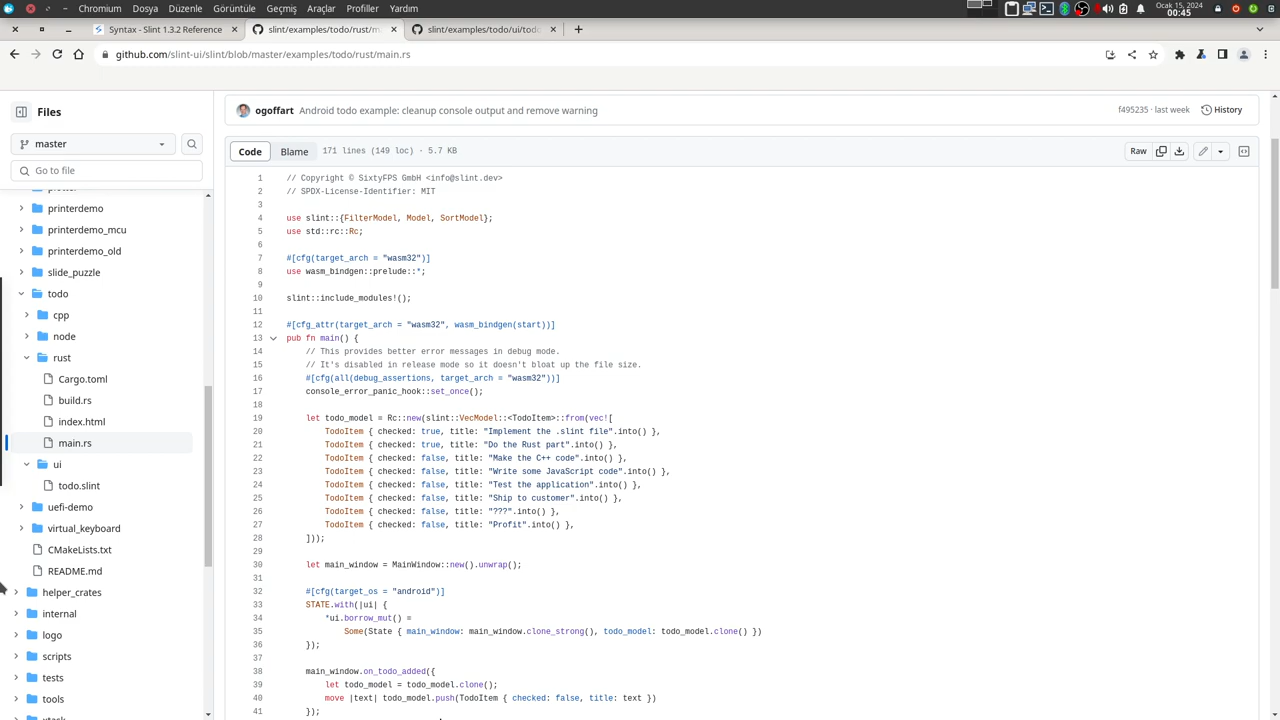 Chromium Dosya Düzenle Görüntüle Geçmiş Araçlar Profiller Yardım
Ocak 15, 2024
00:45
Syntax - Slint 1.3.2 Reference
slint/examples/todo/rust/m
slint/examples/todo/ui/todo
github.com/slint-ui/slint/blob/master/examples/todo/rust/main.rs
Files
master
Go to file
printerdemo
printerdemo_mcu
printerdemo_old
slide_puzzle
todo
cpp
node
rust
Cargo.toml
build.rs
index.html
main.rs
ui
todo.slint
uefi-demo
virtual_keyboard
CMakeLists.txt
README.md
helper_crates
internal
logo
scripts
tests
tools
ogoffart Android todo example: cleanup console output and remove warning
f495235 · last week History
Code Blame 171 lines (149 loc) · 5.7 KB Raw
1 // Copyright © SixtyFPS GmbH <info@slint.dev>
2 // SPDX-License-Identifier: MIT
3
4 use slint::{FilterModel, Model, SortModel};
5 use std::rc::Rc;
6
7 #[cfg(target_arch = "wasm32")]
8 use wasm_bindgen::prelude::*;
9
10 slint::include_modules!();
11
12 #[cfg_attr(target_arch = "wasm32", wasm_bindgen(start))]
13 pub fn main() {
14 // This provides better error messages in debug mode.
15 // It's disabled in release mode so it doesn't bloat up the file size.
16 #[cfg(all(debug_assertions, target_arch = "wasm32"))]
17 console_error_panic_hook::set_once();
18
19 let todo_model = Rc::new(slint::VecModel::<TodoItem>::from(vec![
20 TodoItem { checked: true, title: "Implement the .slint file".into() },
21 TodoItem { checked: true, title: "Do the Rust part".into() },
22 TodoItem { checked: false, title: "Make the C++ code".into() },
23 TodoItem { checked: false, title: "Write some JavaScript code".into() },
24 TodoItem { checked: false, title: "Test the application".into() },
25 TodoItem { checked: false, title: "Ship to customer".into() },
26 TodoItem { checked: false, title: "???".into() },
27 TodoItem { checked: false, title: "Profit".into() },
28 ]));
29
30 let main_window = MainWindow::new().unwrap();
31
32 #[cfg(target_os = "android")]
33 STATE.with(|ui| {
34 *ui.borrow_mut() =
35 Some(State { main_window: main_window.clone_strong(), todo_model: todo_model.clone() })
36 });
37
38 main_window.on_todo_added({
39 let todo_model = todo_model.clone();
40 move |text| todo_model.push(TodoItem { checked: false, title: text })
41 });